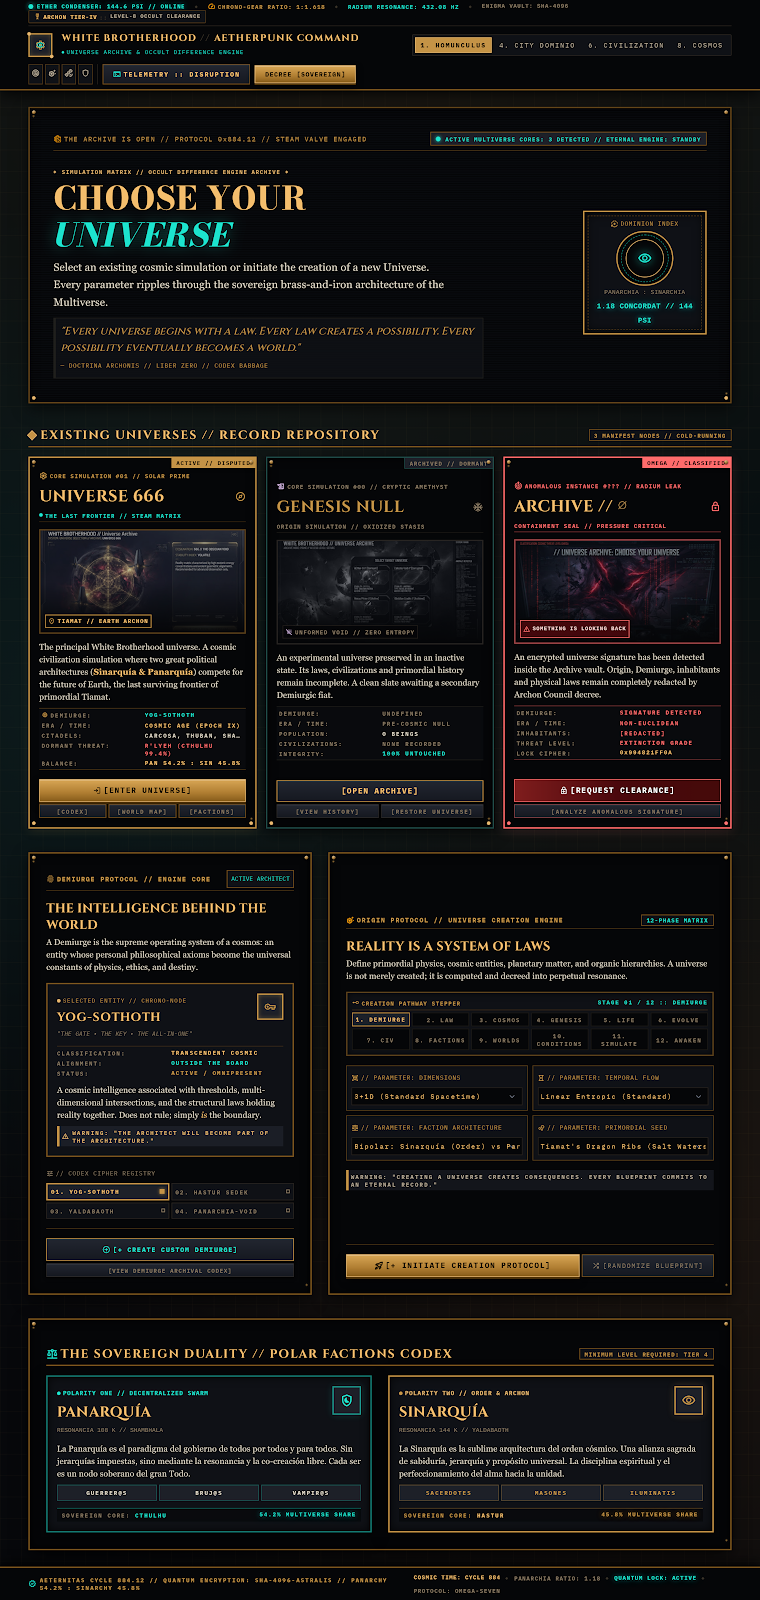 ETHER CONDENSER: 144.6 PSI // ONLINE
CHRONO-GEAR RATIO: 1:1.618
RADIUM RESONANCE: 432.08 HZ
ENIGMA VAULT: SHA-4096
ARCHON TIER-IV
LEVEL-8 OCCULT CLEARANCE
WHITE BROTHERHOOD // AETHERPUNK COMMAND
UNIVERSE ARCHIVE & OCCULT DIFFERENCE ENGINE
1. HOMUNCULUS
4. CITY DOMINIO
6. CIVILIZATION
8. COSMOS
TELEMETRY :: DISRUPTION
DECREE [SOVEREIGN]
THE ARCHIVE IS OPEN // PROTOCOL 0x884.12 // STEAM VALVE ENGAGED
ACTIVE MULTIVERSE CORES: 3 DETECTED // ETERNAL ENGINE: STANDBY
• SIMULATION MATRIX // OCCULT DIFFERENCE ENGINE ARCHIVE •
CHOOSE YOUR
UNIVERSE
Select an existing cosmic simulation or initiate the creation of a new Universe.
Every parameter ripples through the sovereign brass-and-iron architecture of the
Multiverse.
"EVERY UNIVERSE BEGINS WITH A LAW. EVERY LAW CREATES A POSSIBILITY. EVERY
POSSIBILITY EVENTUALLY BECOMES A WORLD."
— DOCTRINA ARCHONIS // LIBER ZERO // CODEX BABBAGE
DOMINION INDEX
PANARCHIA : SINARCHIA
1.18 CONCORDAT // 144
PSI
EXISTING UNIVERSES // RECORD REPOSITORY
3 MANIFEST NODES // COLD-RUNNING
ACTIVE // DISPUTED
CORE SIMULATION #01 // SOLAR PRIME
UNIVERSE 666
THE LAST FRONTIER // STEAM MATRIX
WHITE BROTHERHOOD // Universe Archive
TIAMAT // EARTH ARCHON
The principal White Brotherhood universe. A cosmic
civilization simulation where two great political
architectures (Sinarquía & Panarquía) compete for
the future of Earth, the last surviving frontier of
primordial Tiamat.
DEMIURGE: YOG-SOTHOTH
ERA / TIME: COSMIC AGE (EPOCH IX)
CITADELS: CARCOSA, THUBAN, SHA…
DORMANT THREAT: R'LYEH (CTHULHU
99.4%)
BALANCE: PAN 54.2% : SIN 45.8%
[ENTER UNIVERSE]
[CODEX]
[WORLD MAP]
[FACTIONS]
ARCHIVED // DORMANT
CORE SIMULATION 000 // CRYPTIC AMETHYST
GENESIS NULL
ORIGIN SIMULATION // OXIDIZED STASIS
WHITE BROTHERHOOD // UNIVERSE ARCHIVE
UNFORMED VOID // ZERO ENTROPY
An experimental universe preserved in an inactive
state. Its laws, civilizations and primordial history
remain incomplete. A clean slate awaiting a secondary
Demiurgic fiat.
DEMIURGE: UNDEFINED
ERA / TIME: PRE-COSMIC NULL
POPULATION: 0 BEINGS
CIVILIZATIONS: NONE RECORDED
INTEGRITY: 100% UNTOUCHED
[OPEN ARCHIVE]
[VIEW HISTORY]
[RESTORE UNIVERSE]
OMEGA // CLASSIFIED
ANOMALOUS INSTANCE #??? // RADIUM LEAK
ARCHIVE // ∅
CONTAINMENT SEAL // PRESSURE CRITICAL
// UNIVERSE ARCHIVE: CHOOSE YOUR UNIVERSE
SOMETHING IS LOOKING BACK
An encrypted universe signature has been detected
inside the Archive vault. Origin, Demiurge, inhabitants
and physical laws remain completely redacted by
Archon Council decree.
DEMIURGE: SIGNATURE DETECTED
ERA / TIME: NON-EUCLIDEAN
INHABITANTS: [REDACTED]
THREAT LEVEL: EXTINCTION GRADE
LOCK CIPHER: 0x994821FF0A
[REQUEST CLEARANCE]
[ANALYZE ANOMALOUS SIGNATURE]
DEMIURGE PROTOCOL // ENGINE CORE
ACTIVE ARCHITECT
THE INTELLIGENCE BEHIND THE
WORLD
A Demiurge is the supreme operating system of a cosmos: an
entity whose personal philosophical axioms become the universal
constants of physics, ethics, and destiny.
SELECTED ENTITY // CHRONO-NODE
YOG-SOTHOTH
"THE GATE • THE KEY • THE ALL-IN-ONE"
CLASSIFICATION: TRANSCENDENT COSMIC
ALIGNMENT: OUTSIDE THE BOARD
STATUS: ACTIVE / OMNIPRESENT
A cosmic intelligence associated with thresholds, multi-
dimensional intersections, and the structural laws holding
reality together. Does not rule; simply is the boundary.
WARNING: "THE ARCHITECT WILL BECOME PART OF
THE ARCHITECTURE."
// CODEX CIPHER REGISTRY
01. YOG-SOTHOTH
02. HASTUR SEDEK
03. YALDABAOTH
04. PANARCHIA-VOID
[+ CREATE CUSTOM DEMIURGE]
[VIEW DEMIURGE ARCHIVAL CODEX]
ORIGIN PROTOCOL // UNIVERSE CREATION ENGINE
12-PHASE MATRIX
REALITY IS A SYSTEM OF LAWS
Define primordial physics, cosmic entities, planetary matter, and organic hierarchies. A universe
is not merely created; it is computed and decreed into perpetual resonance.
CREATION PATHWAY STEPPER
STAGE 01 / 12 :: DEMIURGE
1. DEMIURGE
2. LAW
3. COSMOS
4. GENESIS
5. LIFE
6. EVOLVE
7. CIV
8. FACTIONS
9. WORLDS
10.
CONDITIONS
11.
SIMULATE
12. AWAKEN
// PARAMETER: DIMENSIONS
3+1D (Standard Spacetime)
// PARAMETER: TEMPORAL FLOW
Linear Entropic (Standard)
// PARAMETER: FACTION ARCHITECTURE
Bipolar: Sinarquía (Order) vs Par
// PARAMETER: PRIMORDIAL SEED
Tiamat's Dragon Ribs (Salt Waters
WARNING: "CREATING A UNIVERSE CREATES CONSEQUENCES. EVERY BLUEPRINT COMMITS TO
AN ETERNAL RECORD."
[+ INITIATE CREATION PROTOCOL]
[RANDOMIZE BLUEPRINT]
THE SOVEREIGN DUALITY // POLAR FACTIONS CODEX
MINIMUM LEVEL REQUIRED: TIER 4
POLARITY ONE // DECENTRALIZED SWARM
PANARQUÍA
RESONANCIA 108 K // SHAMBHALA
La Panarquía es el paradigma del gobierno de todos por todos y para todos. Sin
jerarquías impuestas, sino mediante la resonancia y la co-creación libre. Cada ser
es un nodo soberano del gran Todo.
GUERRER@S
BRUJ@S
VAMPIR@S
SOVEREIGN CORE: CTHULHU
54.2% MULTIVERSE SHARE
POLARITY TWO // ORDER & ARCHON
SINARQUÍA
RESONANCIA 144 K // YALDABAOTH
La Sinarquía es la sublime arquitectura del orden cósmico. Una alianza sagrada
de sabiduría, jerarquía y propósito universal. La disciplina espiritual y el
perfeccionamiento del alma hacia la unidad.
SACERDOTES
MASONES
ILUMINATIS
SOVEREIGN CORE: HASTUR
45.8% MULTIVERSE SHARE
AETERNITAS CYCLE 884.12 // QUANTUM ENCRYPTION: SHA-4096-ASTRALIS // PANARCHY
54.2% : SINARCHY 45.8%
COSMIC TIME: CYCLE 884 • PANARCHIA RATIO: 1.18 • QUANTUM LOCK: ACTIVE •
PROTOCOL: OMEGA-SEVEN